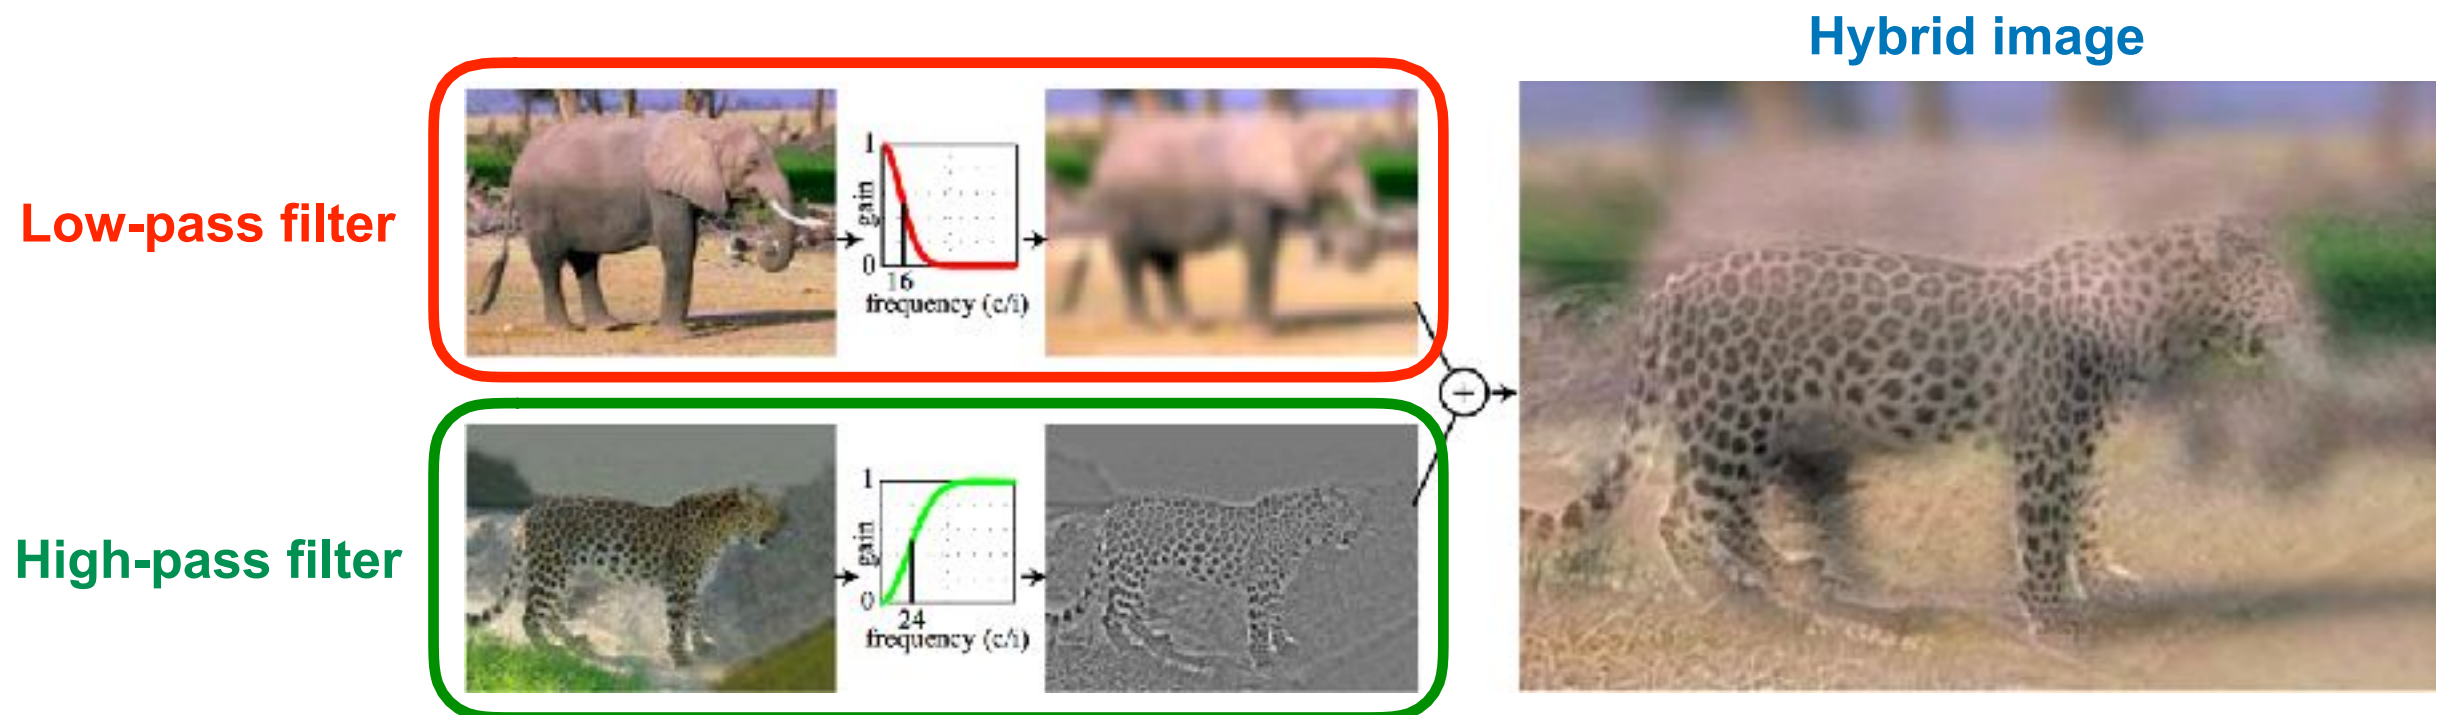 Hybrid image
Low-pass filter
1
gain
0
16
frequency (c/i)
+
High-pass filter
1
gain
0
24
frequency (c/i)